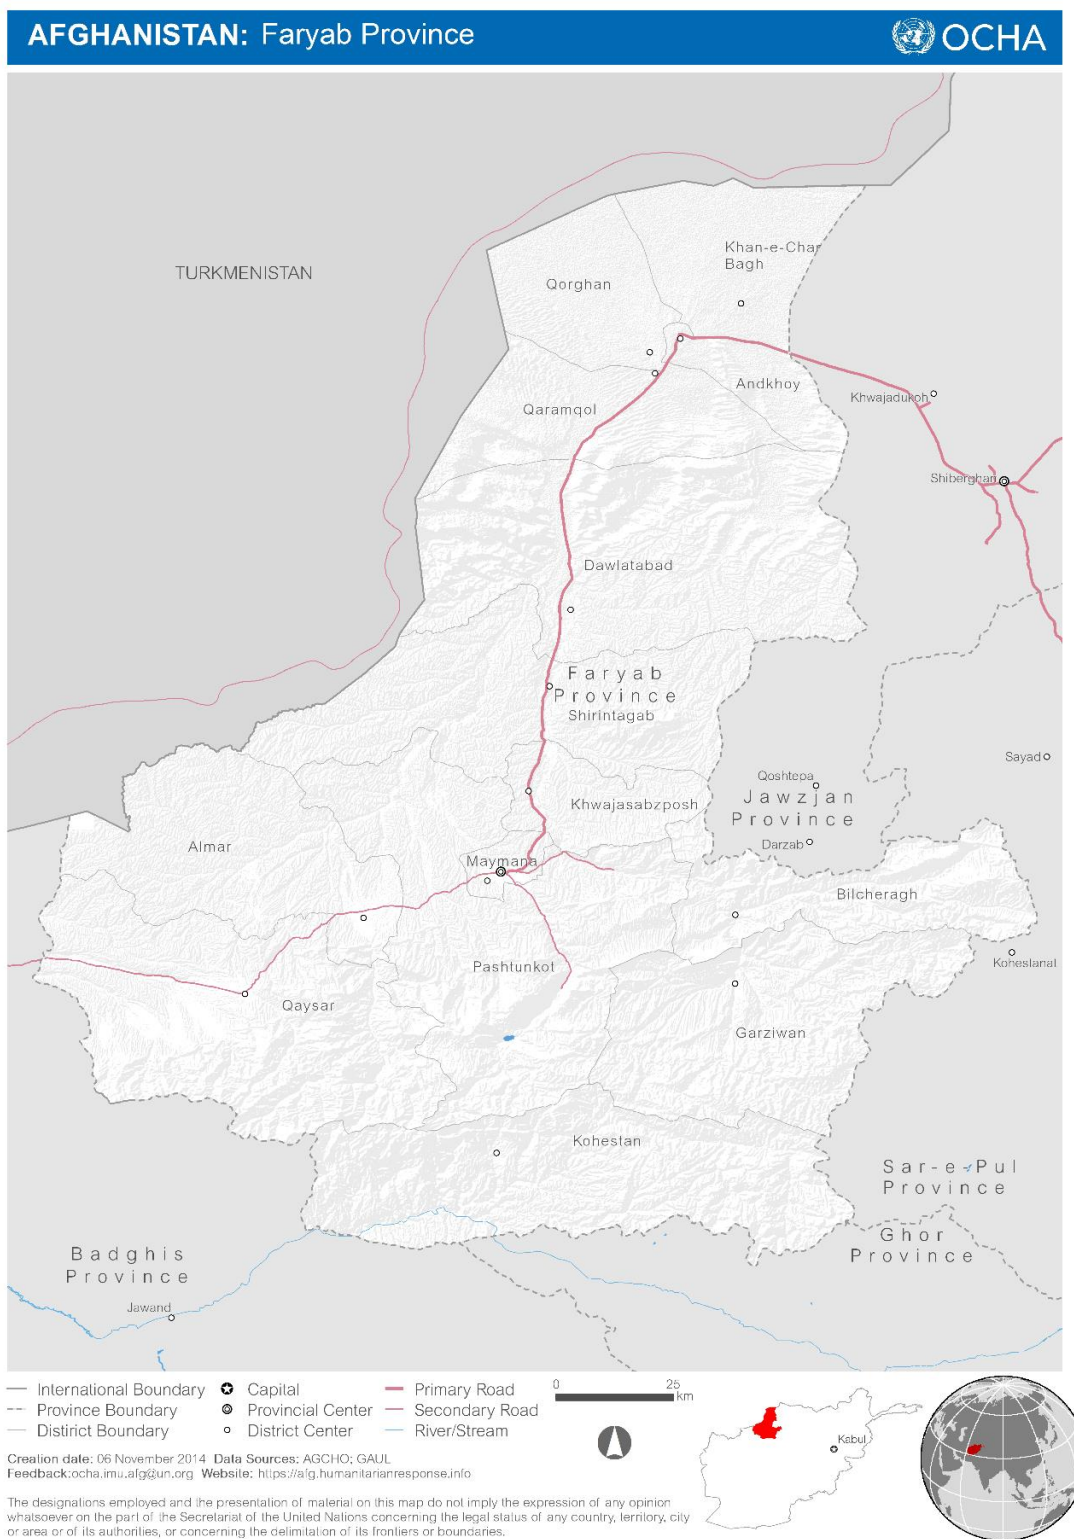 AFGHANISTAN: Faryab Province
OCHA
TURKMENISTAN
Khan-e-Char
Bagh
Qorghan
Andkhoy
Khwajadukoh
Qaramqol
Shiberghan
Dawlatabad
Faryab
Province
Shirintagab
Sayad
Qoshtepa
Jawzjan
Province
Khwajasabzposh
Darzab
Almar
Maymana
Bilcheragh
Kohestanat
Pashtunkot
Qaysar
Garziwan
Kohestan
Sar-e-Pul
Province
Ghor
Province
Badghis
Province
Jawand
International Boundary
Province Boundary
District Boundary
Capital
Provincial Center
District Center
Primary Road
Secondary Road
River/Stream
0 25
km
Kabul
Creation date: 06 November 2014 Data Sources: AGCHO; GAUL
Feedback:ocha.imu.afg@un.org Website: https://afg.humanitarianresponse.info
The designations employed and the presentation of material on this map do not imply the expression of any opinion
whatsoever on the part of the Secretariat of the United Nations concerning the legal status of any country, territory, city
or area or of its authorities, or concerning the delimitation of its frontiers or boundaries.